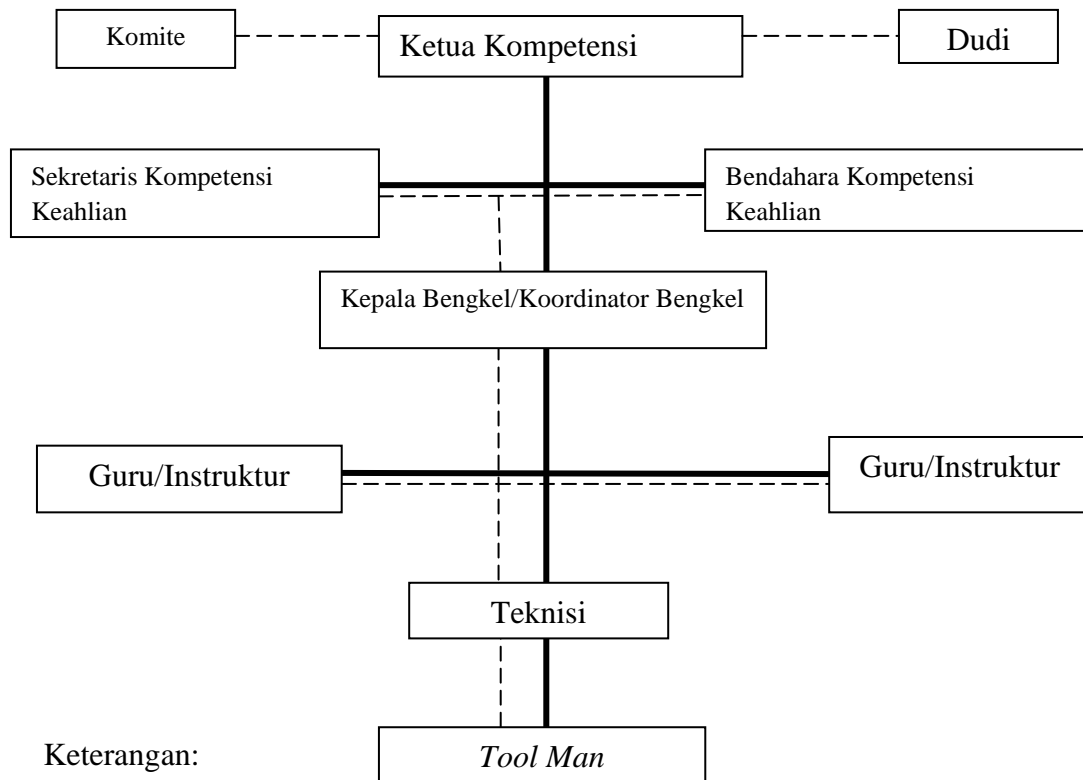 Komite
Ketua Kompetensi
Dudi
Sekretaris Kompetensi
Keahlian
Bendahara Kompetensi
Keahlian
Kepala Bengkel/Koordinator Bengkel
Guru/Instruktur
Guru/Instruktur
Teknisi
Keterangan:
Tool Man